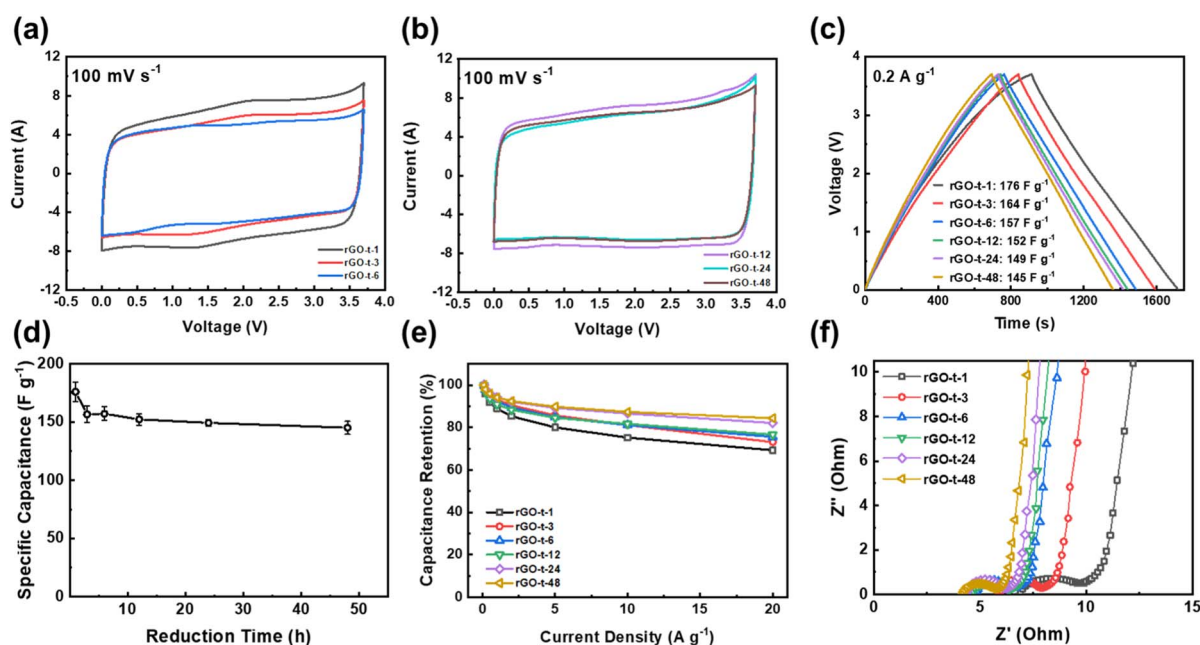 (a)
100 mV s⁻¹
12
8
4
0
-4
-8
-12
-0.5 0.0 0.5 1.0 1.5 2.0 2.5 3.0 3.5 4.0
Current (A)
Voltage (V)
rGO-t-1
rGO-t-3
rGO-t-6
(b)
100 mV s⁻¹
12
8
4
0
-4
-8
-12
-0.5 0.0 0.5 1.0 1.5 2.0 2.5 3.0 3.5 4.0
Current (A)
Voltage (V)
rGO-t-12
rGO-t-24
rGO-t-48
(c)
0.2 A g⁻¹
4
3
2
1
0
0 400 800 1200 1600
Voltage (V)
Time (s)
rGO-t-1: 176 F g⁻¹
rGO-t-3: 164 F g⁻¹
rGO-t-6: 157 F g⁻¹
rGO-t-12: 152 F g⁻¹
rGO-t-24: 149 F g⁻¹
rGO-t-48: 145 F g⁻¹
(d)
200
150
100
50
0
0 10 20 30 40 50
Specific Capacitance (F g⁻¹)
Reduction Time (h)
(e)
100
80
60
40
20
0
0 5 10 15 20
Capacitance Retention (%)
Current Density (A g⁻¹)
rGO-t-1
rGO-t-3
rGO-t-6
rGO-t-12
rGO-t-24
rGO-t-48
(f)
10
8
6
4
2
0
0 5 10 15
Z'' (Ohm)
Z' (Ohm)
rGO-t-1
rGO-t-3
rGO-t-6
rGO-t-12
rGO-t-24
rGO-t-48